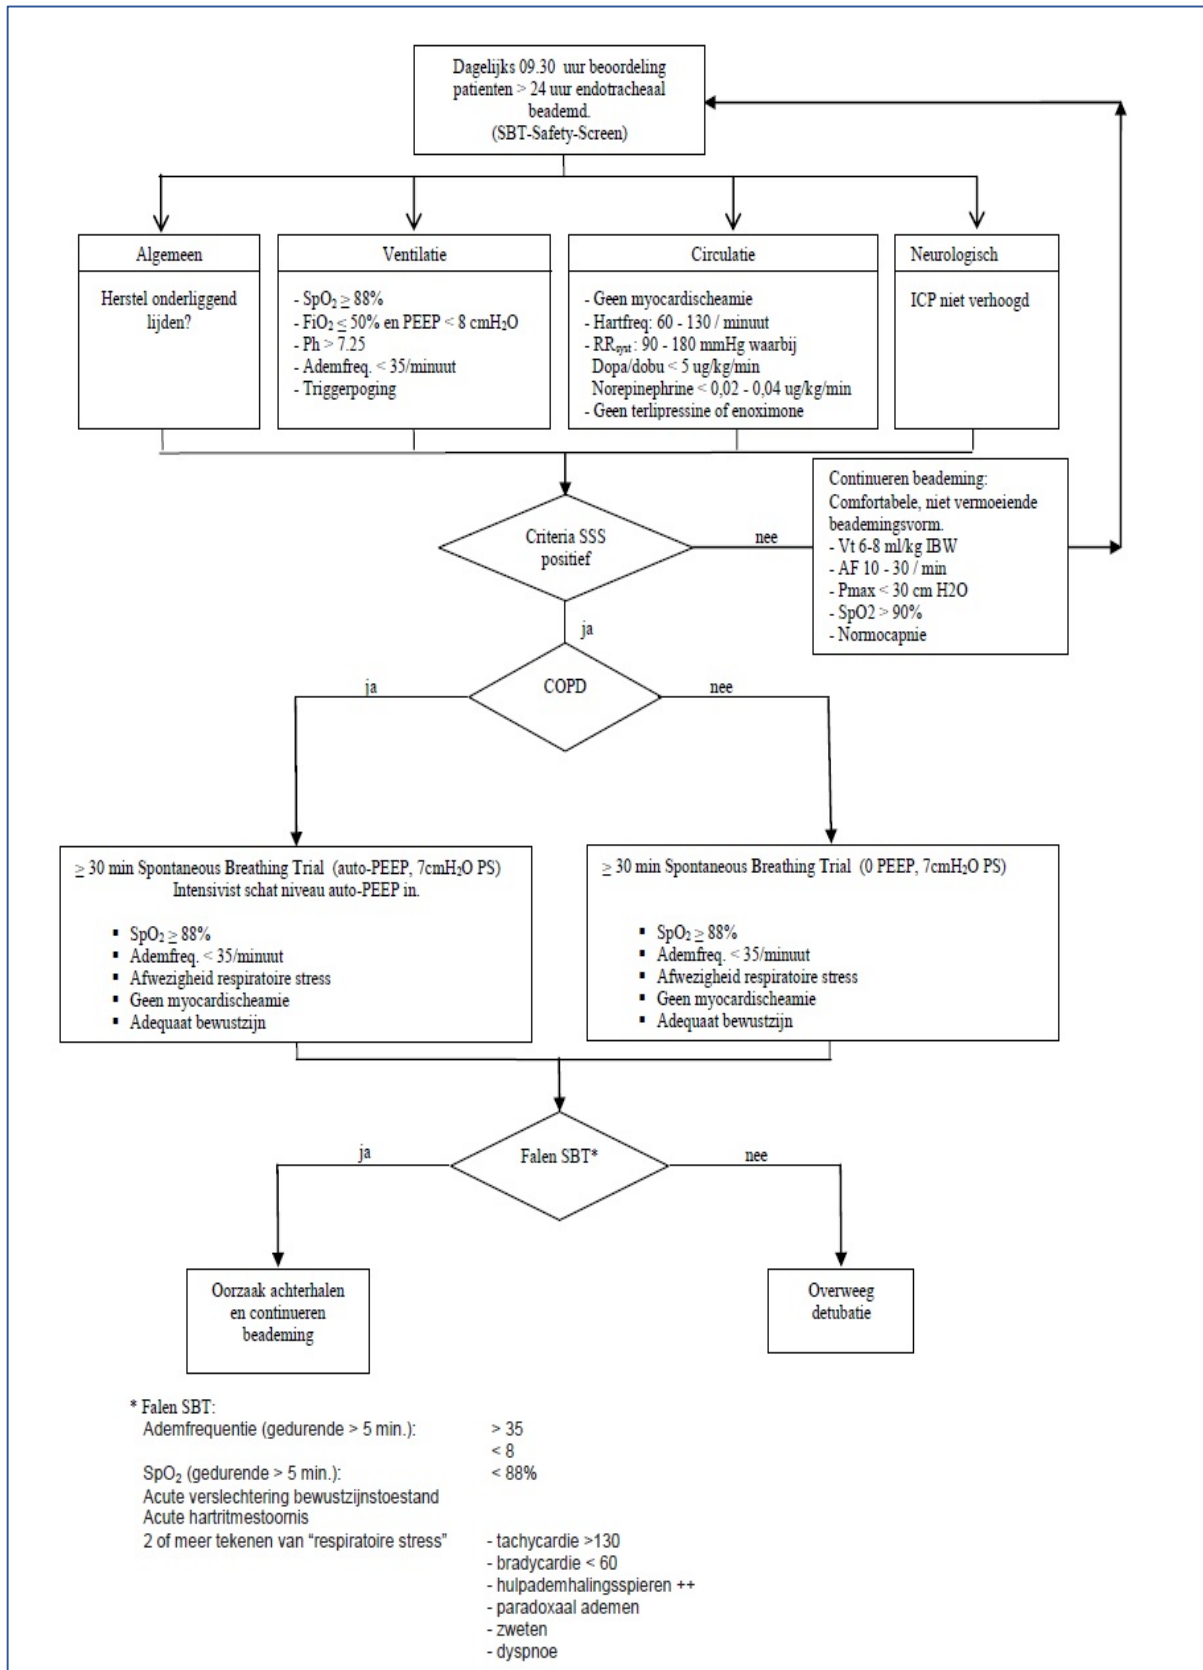 Dagelijks 09.30 uur beoordeling
patienten > 24 uur endotracheaal
beademd.
(SBT-Safety-Screen)
Algemeen
Herstel onderliggend
lijden?
Ventilatie
- SpO₂ ≥ 88%
- FiO₂ ≤ 50% en PEEP < 8 cmH₂O
- Ph > 7.25
- Ademfreq. < 35/minuut
- Triggerpoging
Circulatie
- Geen myocardischeamie
- Hartfreq: 60 - 130 / minuut
- RRsyst : 90 - 180 mmHg waarbij
Dopa/dobu < 5 ug/kg/min
Norepinephrine < 0,02 - 0,04 ug/kg/min
- Geen terlipressine of enoximone
Neurologisch
ICP niet verhoogd
Criteria SSS
positief
nee
Continueren beademing:
Comfortabele, niet vermoeiende
beademingsvorm.
- Vt 6-8 ml/kg IBW
- AF 10 - 30 / min
- Pmax < 30 cm H2O
- SpO2 > 90%
- Normocapnie
ja
COPD
ja
nee
≥ 30 min Spontaneous Breathing Trial (auto-PEEP, 7cmH₂O PS)
Intensivist schat niveau auto-PEEP in.
▪ SpO₂ ≥ 88%
▪ Ademfreq. < 35/minuut
▪ Afwezigheid respiratoire stress
▪ Geen myocardischeamie
▪ Adequaat bewustzijn
≥ 30 min Spontaneous Breathing Trial (0 PEEP, 7cmH₂O PS)
▪ SpO₂ ≥ 88%
▪ Ademfreq. < 35/minuut
▪ Afwezigheid respiratoire stress
▪ Geen myocardischeamie
▪ Adequaat bewustzijn
Falen SBT*
ja
nee
Oorzaak achterhalen
en continueren
beademing
Overweeg
detubatie
* Falen SBT:
Ademfrequentie (gedurende > 5 min.): > 35
< 8
SpO₂ (gedurende > 5 min.): < 88%
Acute verslechtering bewustzijnstoestand
Acute hartritmestoornis
2 of meer tekenen van “respiratoire stress” - tachycardie >130
- bradycardie < 60
- hulpademhalingsspieren ++
- paradoxaal ademen
- zweten
- dyspnoe